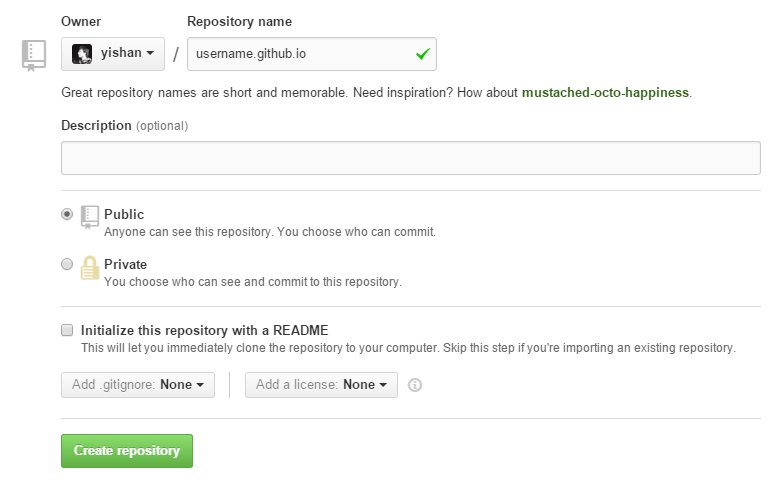 Owner Repository name
yishan / username.github.io
Great repository names are short and memorable. Need inspiration? How about mustached-octo-happiness.
Description (optional)
Public
Anyone can see this repository. You choose who can commit.
Private
You choose who can see and commit to this repository.
Initialize this repository with a README
This will let you immediately clone the repository to your computer. Skip this step if you're importing an existing repository.
Add .gitignore: None Add a license: None
Create repository